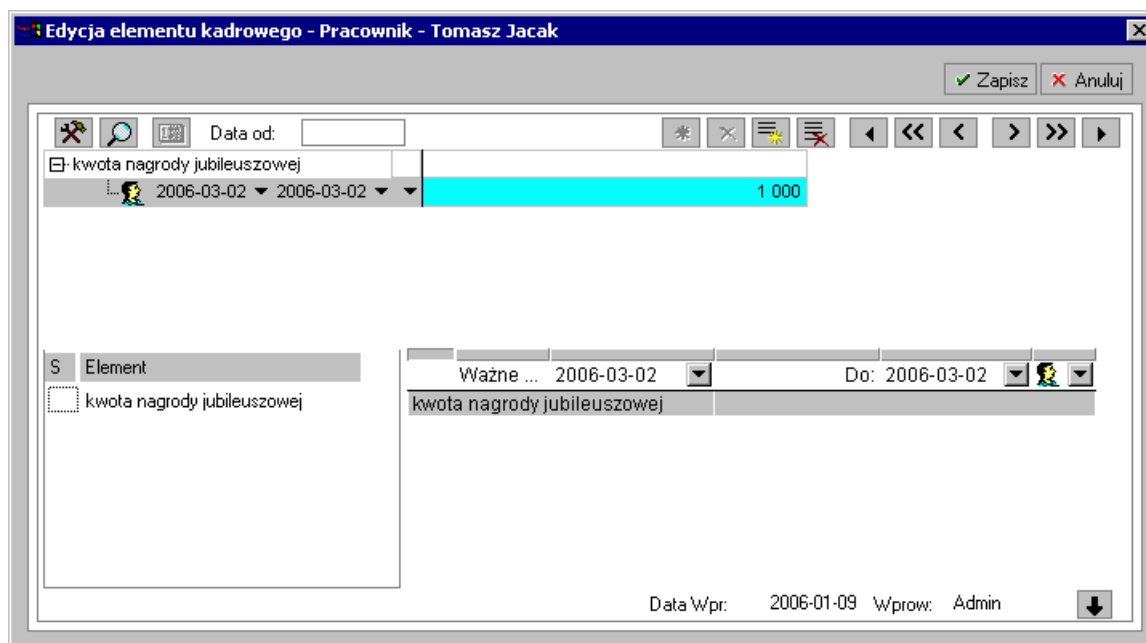 Edycja elementu kadrowego - Pracownik - Tomasz Jacak
Zapisz Anuluj
Data od:
kwota nagrody jubileuszowej
2006-03-02 2006-03-02 1 000
S Element
Ważne ... 2006-03-02 Do: 2006-03-02
kwota nagrody jubileuszowej
kwota nagrody jubileuszowej
Data Wpr: 2006-01-09 Wprow: Admin